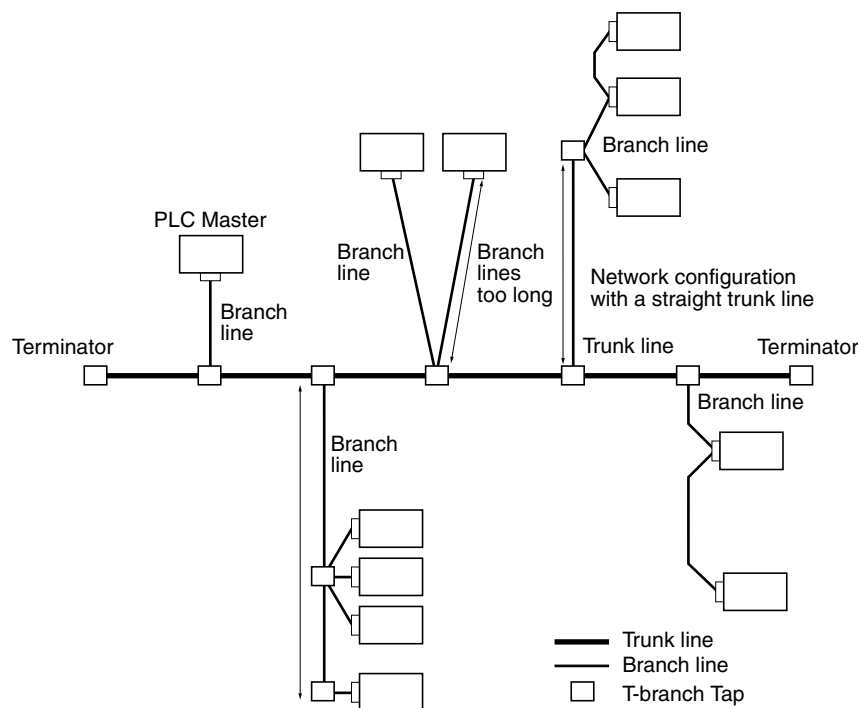 Branch line
PLC Master
Branch
line
Branch
lines
too long
Network configuration
with a straight trunk line
Branch
line
Terminator
Trunk line
Terminator
Branch line
Branch
line
Trunk line
Branch line
T-branch Tap